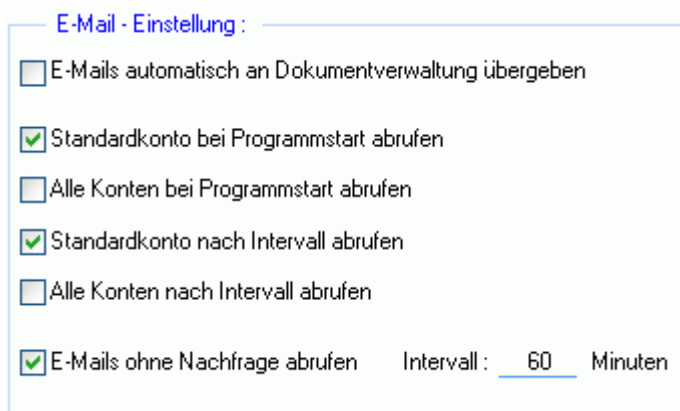 E-Mail - Einstellung :
E-Mails automatisch an Dokumentverwaltung übergeben
Standardkonto bei Programmstart abrufen
Alle Konten bei Programmstart abrufen
Standardkonto nach Intervall abrufen
Alle Konten nach Intervall abrufen
E-Mails ohne Nachfrage abrufen Intervall : 60 Minuten